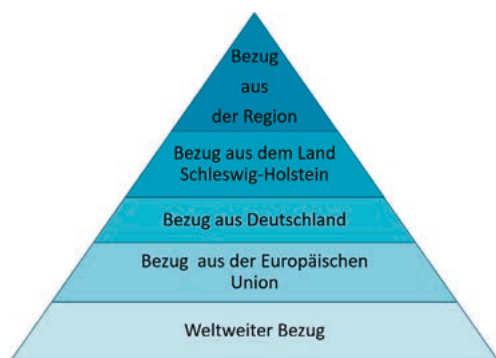 Bezug
aus
der Region
Bezug aus dem Land
Schleswig-Holstein
Bezug aus Deutschland
Bezug aus der Europäischen
Union
Weltweiter Bezug